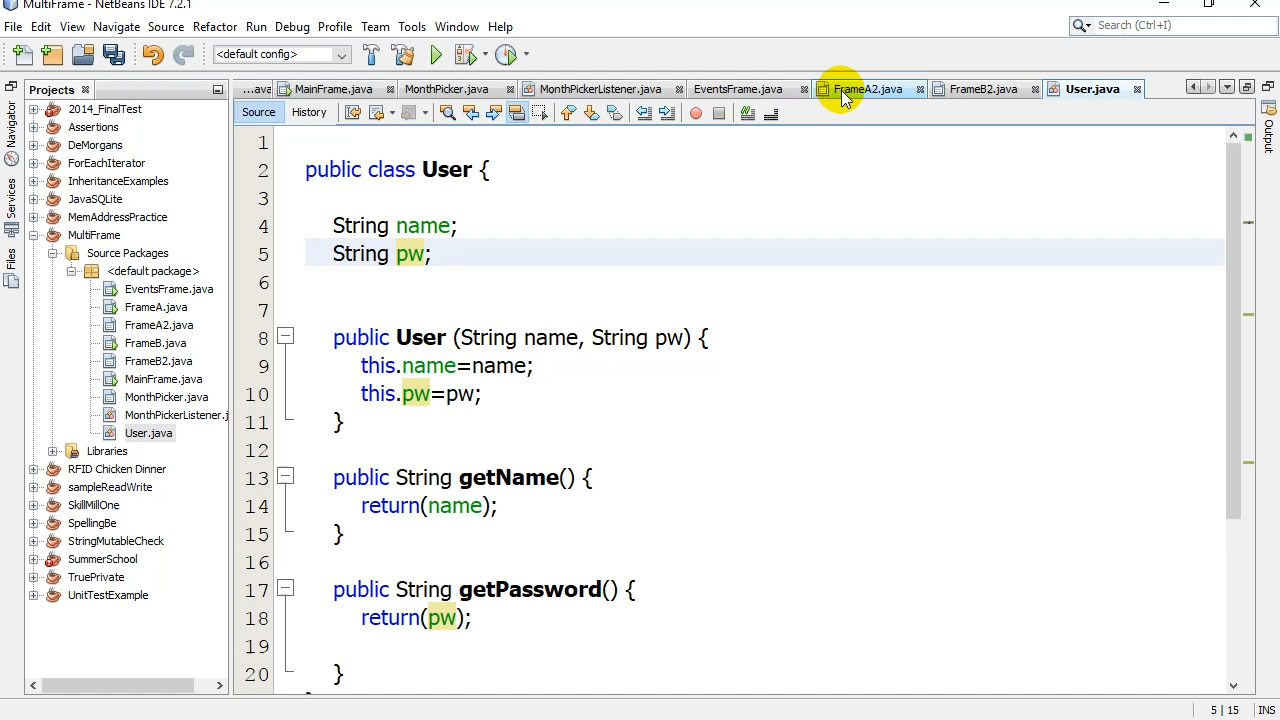 MultiFrame - NetBeans IDE 7.2.1
File Edit View Navigate Source Refactor Run Debug Profile Team Tools Window Help
Search (Ctrl+I)
<default config>
Projects
...ava MainFrame.java MonthPicker.java MonthPickerListener.java EventsFrame.java FrameA2.java FrameB2.java User.java
Source History
Navigator
Services
Files
Output
2014_FinalTest
Assertions
DeMorgans
ForEachIterator
InheritanceExamples
JavaSQLite
MemAddressPractice
MultiFrame
Source Packages
<default package>
EventsFrame.java
FrameA.java
FrameA2.java
FrameB.java
FrameB2.java
MainFrame.java
MonthPicker.java
MonthPickerListener.j
User.java
Libraries
RFID Chicken Dinner
sampleReadWrite
SkillMillOne
SpellingBe
StringMutableCheck
SummerSchool
TruePrivate
UnitTestExample
1
2 public class User {
3
4 String name;
5 String pw;
6
7
8 public User (String name, String pw) {
9 this.name=name;
10 this.pw=pw;
11 }
12
13 public String getName() {
14 return(name);
15 }
16
17 public String getPassword() {
18 return(pw);
19
20 }
5 | 15 INS